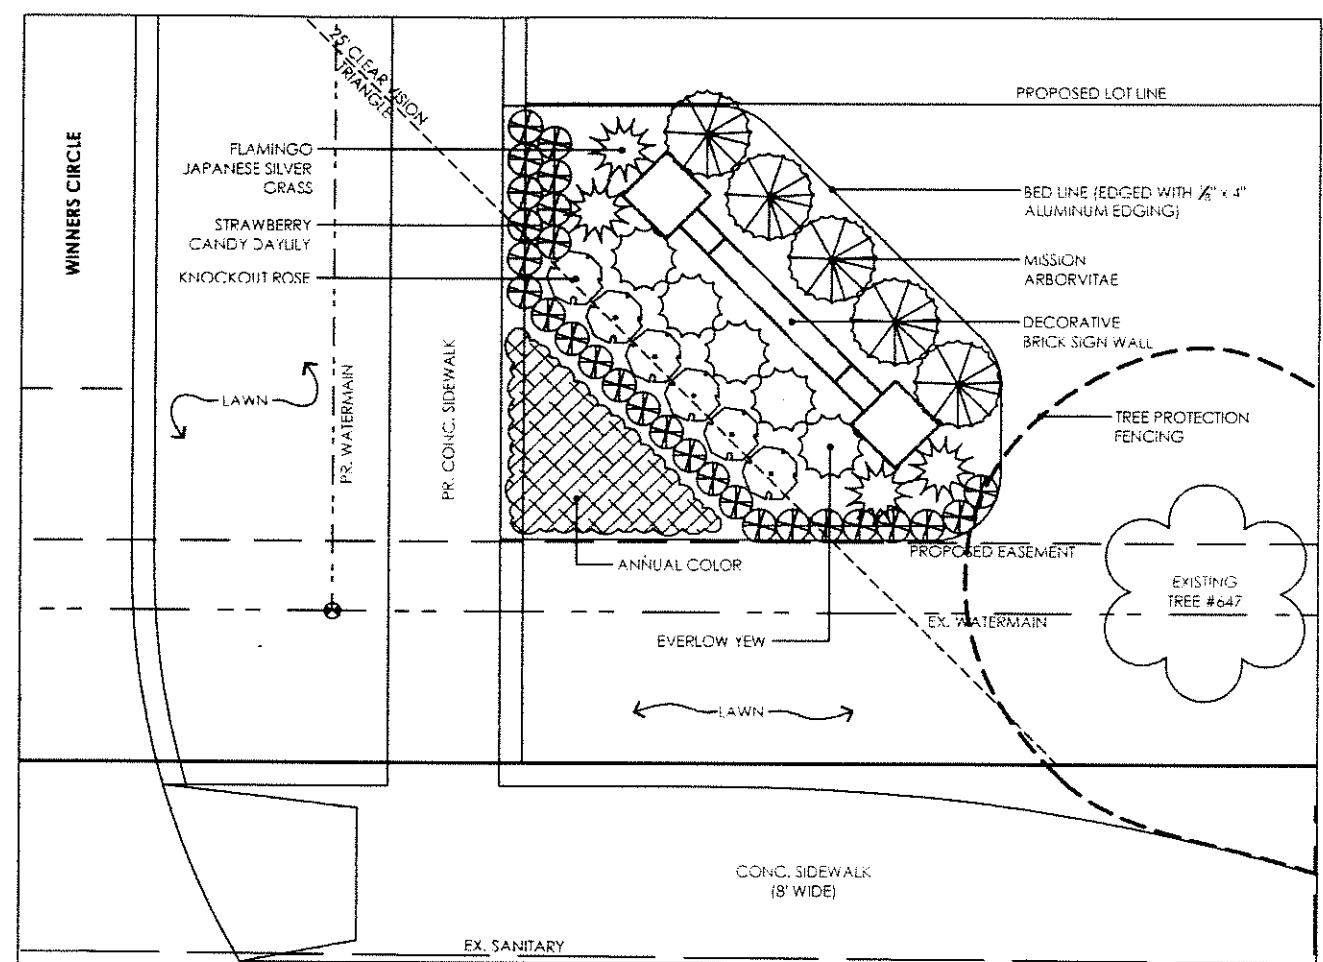 25' CLEAR VISION
TRIANGLE
PROPOSED LOT LINE
WINNERS CIRCLE
FLAMINGO
JAPANESE SILVER
GRASS
STRAWBERRY
CANDY DAYLILY
KNOCKOUT ROSE
BED LINE (EDGED WITH 1/8" x 4"
ALUMINUM EDGING)
MISSION
ARBORVITAE
DECORATIVE
BRICK SIGN WALL
TREE PROTECTION
FENCING
LAWN
PR. WATERMAIN
PR. CONC. SIDEWALK
ANNUAL COLOR
PROPOSED EASEMENT
EXISTING
TREE #647
EX. WATERMAIN
EVERLOW YEW
LAWN
CONC. SIDEWALK
(8' WIDE)
EX. SANITARY